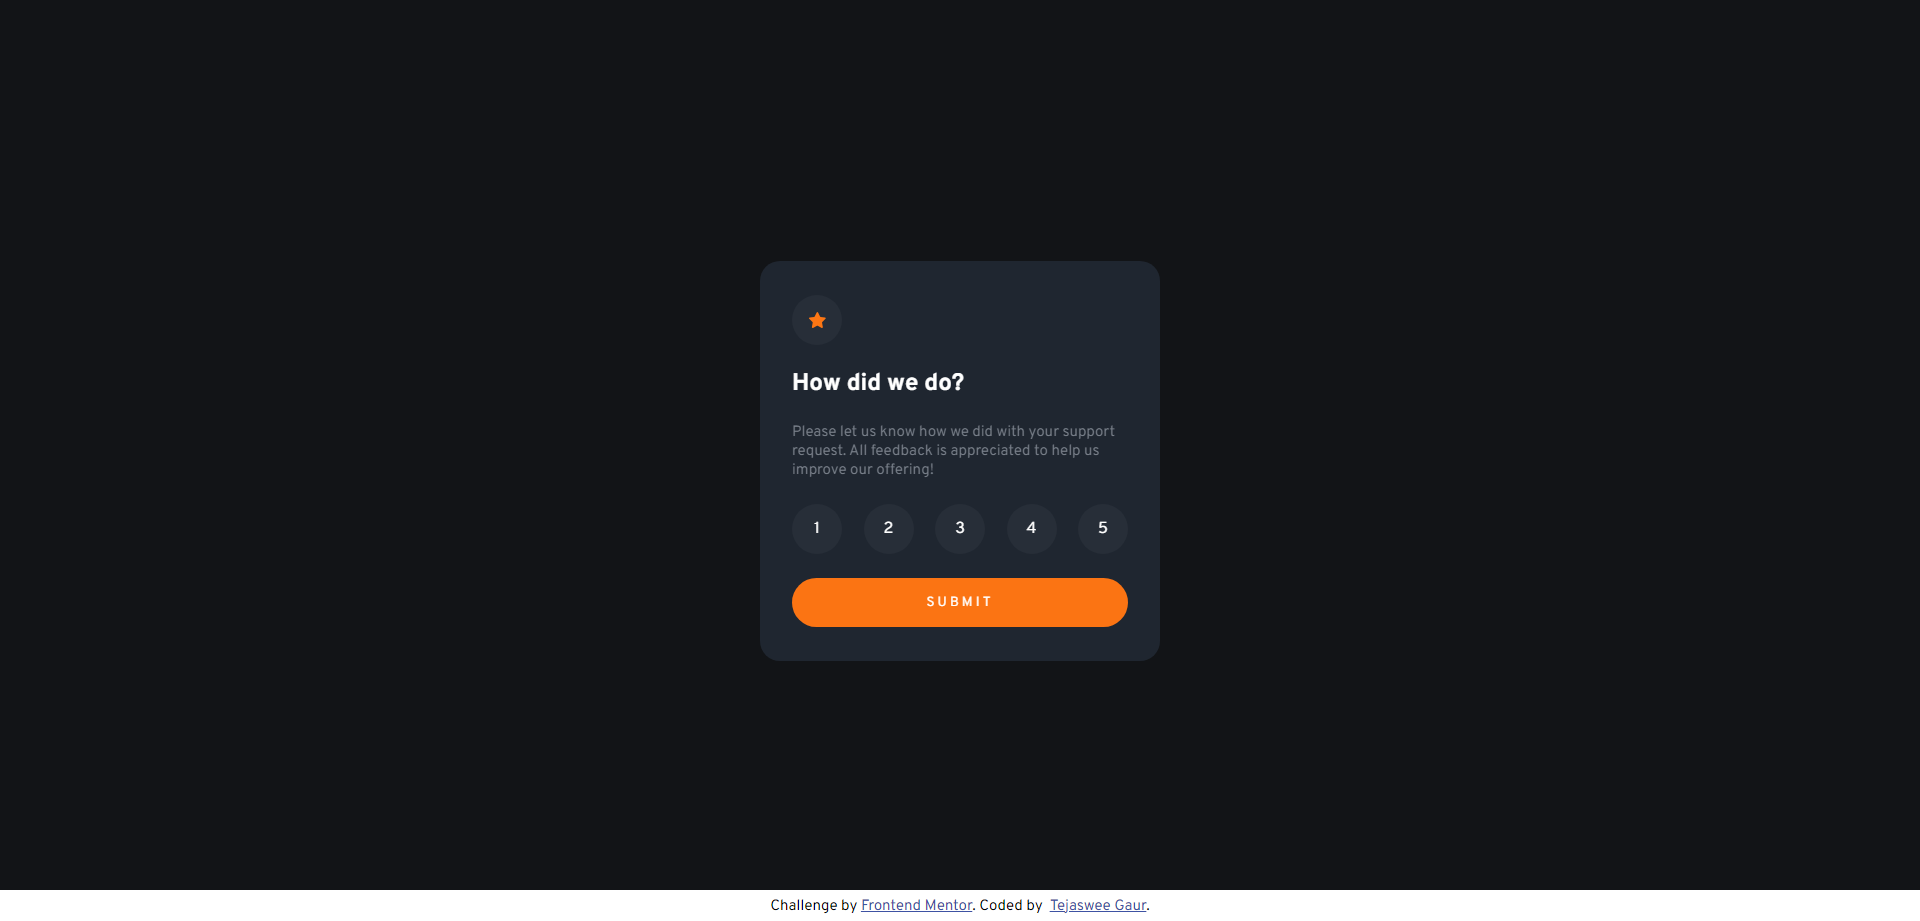 How did we do?
Please let us know how we did with your support
request. All feedback is appreciated to help us
improve our offering!
1 2 3 4 5
SUBMIT
Challenge by Frontend Mentor. Coded by Tejaswee Gaur.